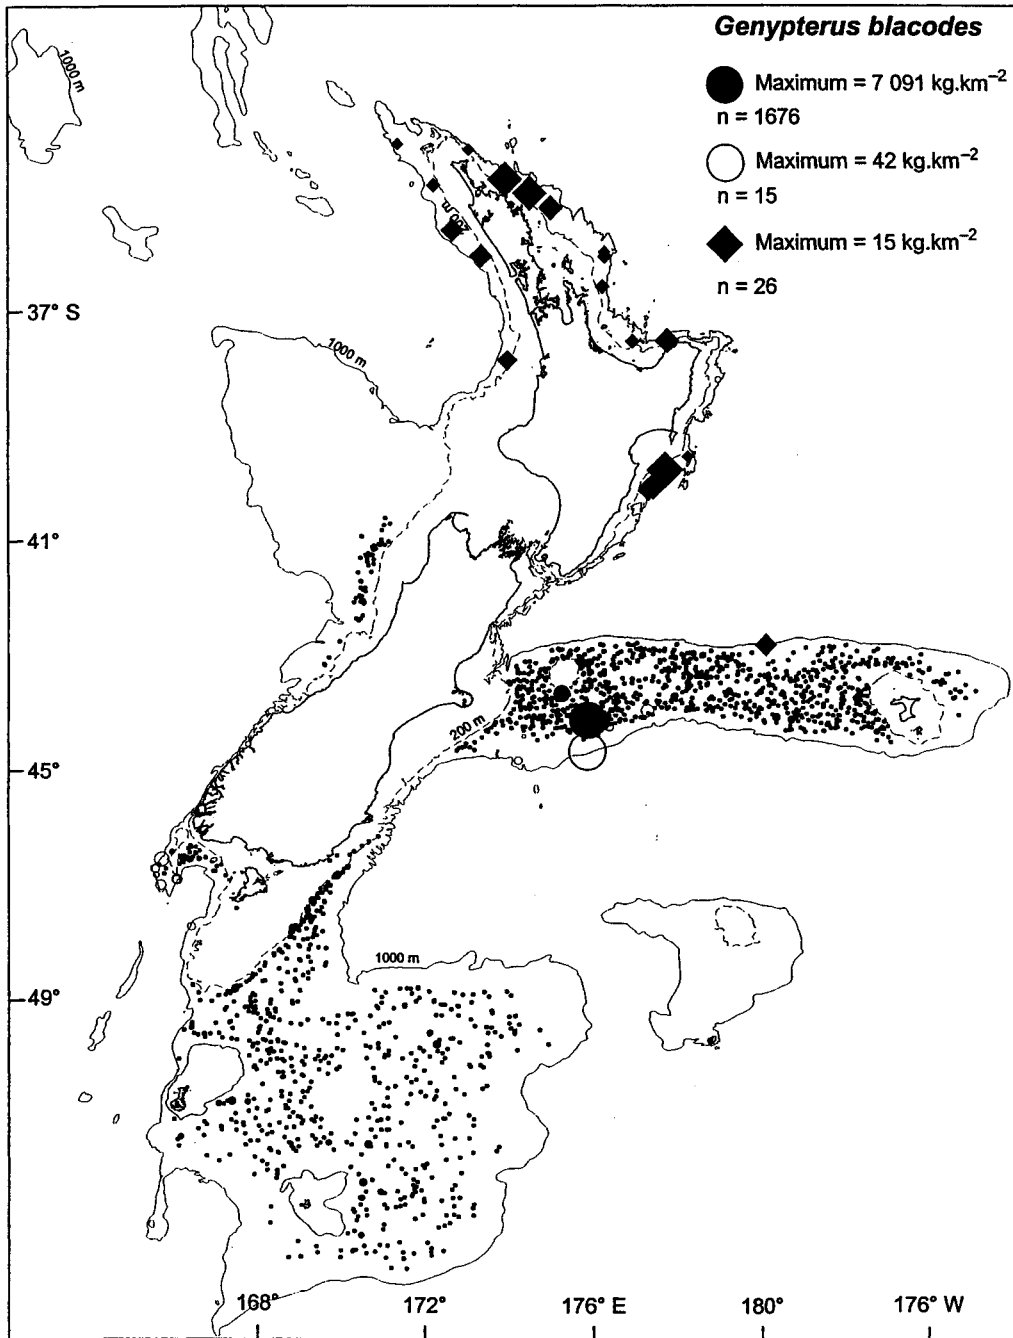 Genypterus blacodes
Maximum = 7 091 kg.km⁻²
n = 1676
Maximum = 42 kg.km⁻²
n = 15
Maximum = 15 kg.km⁻²
n = 26
1000 m
200 m
37° S
1000 m
41°
200 m
45°
1000 m
49°
168° 172° 176° E 180° 176° W